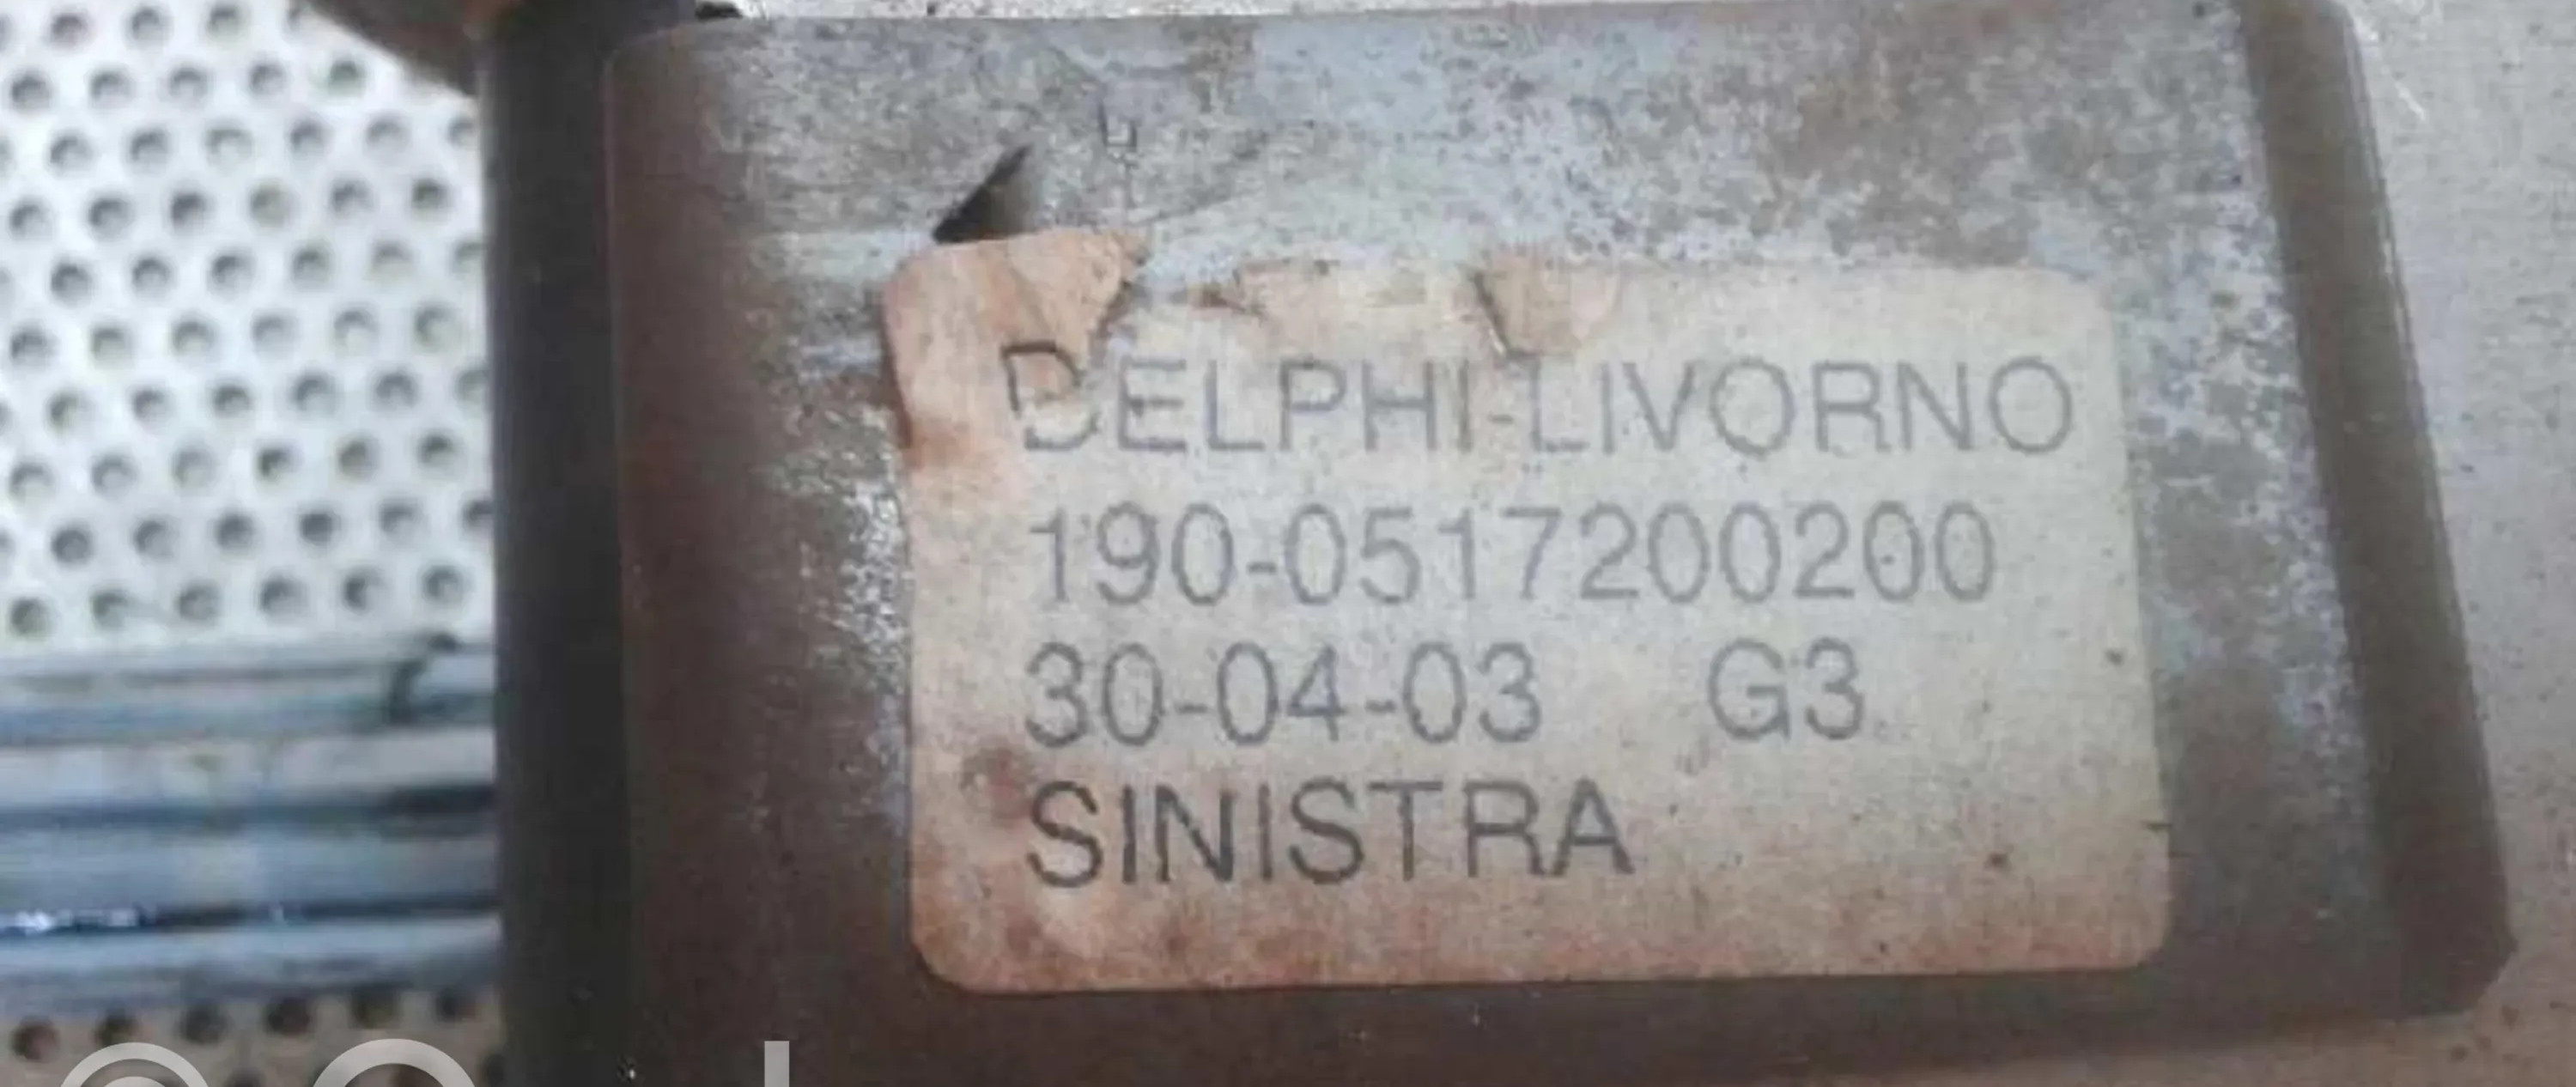 DELPHI-LIVORNO
190-0517200200
30-04-03 G3
SINISTRA